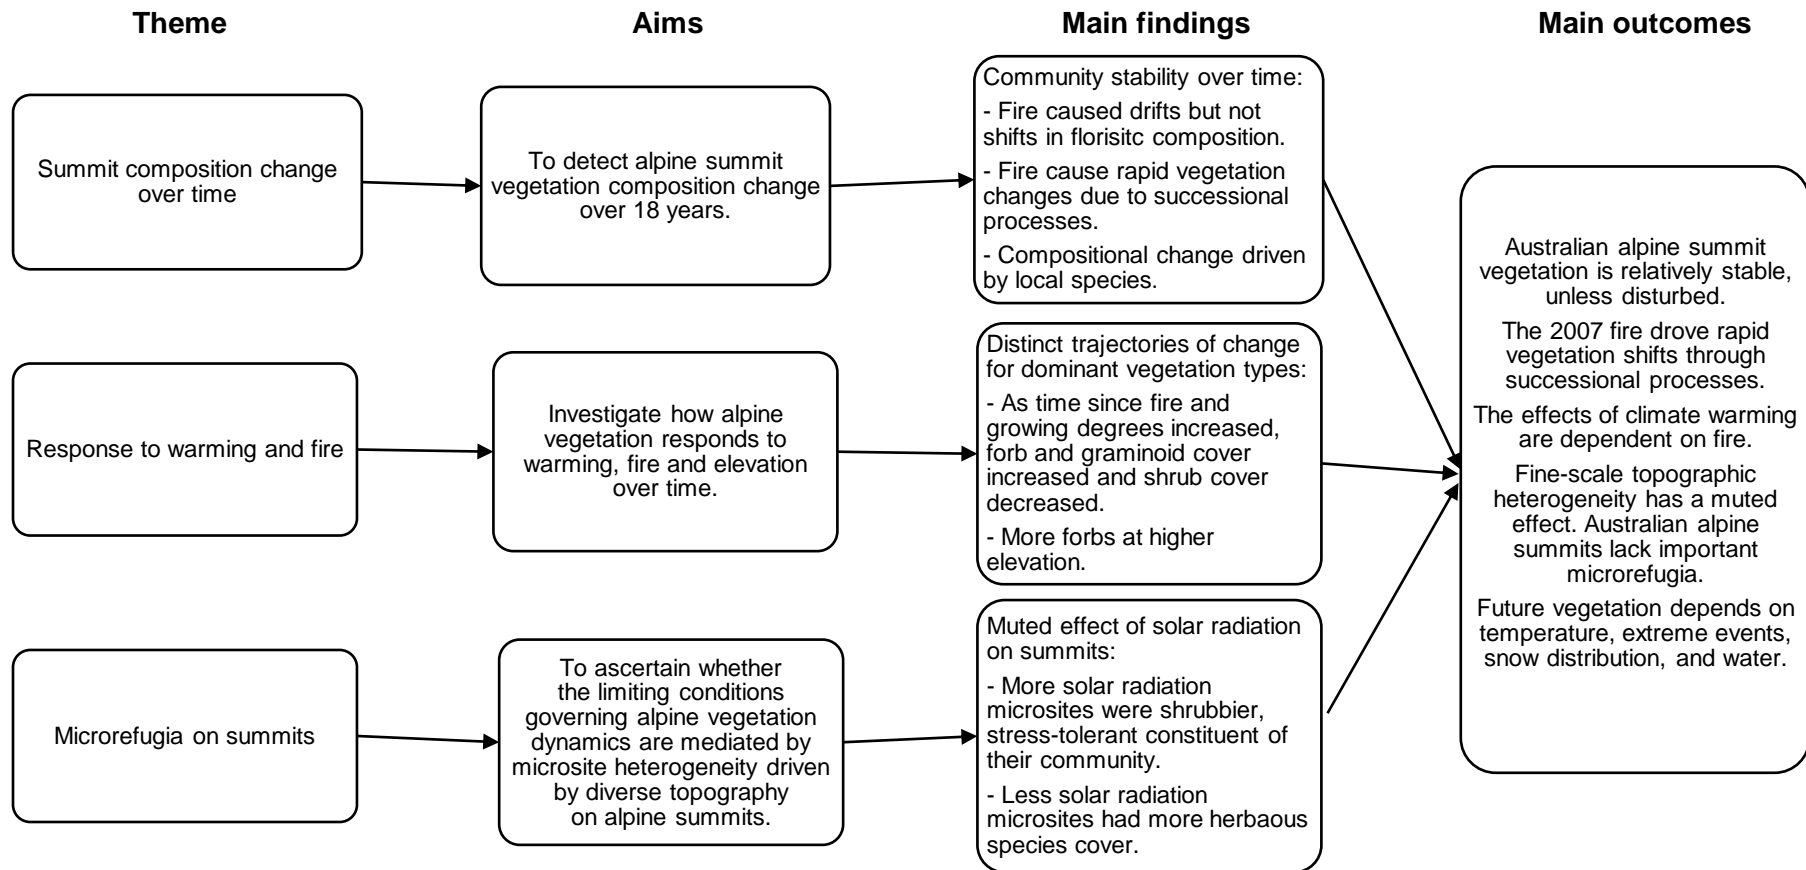 Theme
Aims
Main findings
Main outcomes
Summit composition change
over time
To detect alpine summit
vegetation composition change
over 18 years.
Community stability over time:
- Fire caused drifts but not
shifts in florisitc composition.
- Fire cause rapid vegetation
changes due to successional
processes.
- Compositional change driven
by local species.
Response to warming and fire
Investigate how alpine
vegetation responds to
warming, fire and elevation
over time.
Distinct trajectories of change
for dominant vegetation types:
- As time since fire and
growing degrees increased,
forb and graminoid cover
increased and shrub cover
decreased.
- More forbs at higher
elevation.
Microrefugia on summits
To ascertain whether
the limiting conditions
governing alpine vegetation
dynamics are mediated by
microsite heterogeneity driven
by diverse topography
on alpine summits.
Muted effect of solar radiation
on summits:
- More solar radiation
microsites were shrubbier,
stress-tolerant constituent of
their community.
- Less solar radiation
microsites had more herbaous
species cover.
Australian alpine summit
vegetation is relatively stable,
unless disturbed.
The 2007 fire drove rapid
vegetation shifts through
successional processes.
The effects of climate warming
are dependent on fire.
Fine-scale topographic
heterogeneity has a muted
effect. Australian alpine
summits lack important
microrefugia.
Future vegetation depends on
temperature, extreme events,
snow distribution, and water.